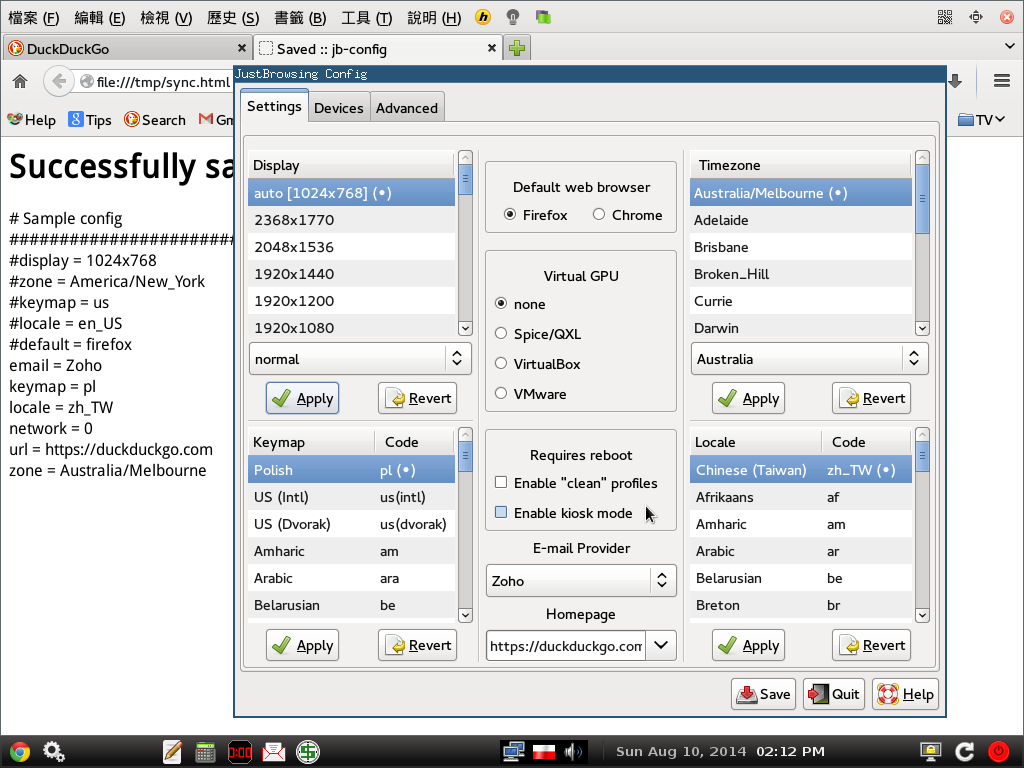 檔案 (F) 編輯 (E) 檢視 (V) 歷史 (S) 書籤 (B) 工具 (T) 說明 (H)
DuckDuckGo
Saved :: jb-config
file:///tmp/sync.html
Help Tips Search Gm TV
JustBrowsing Config
Settings Devices Advanced
Successfully sa
# Sample config
#display = 1024x768
#zone = America/New_York
#keymap = us
#locale = en_US
#default = firefox
email = Zoho
keymap = pl
locale = zh_TW
network = 0
url = https://duckduckgo.com
zone = Australia/Melbourne
Display
auto [1024x768] (•)
2368x1770
2048x1536
1920x1440
1920x1200
1920x1080
normal
Apply Revert
Keymap Code
Polish pl (•)
US (Intl) us(intl)
US (Dvorak) us(dvorak)
Amharic am
Arabic ara
Belarusian be
Apply Revert
Default web browser
Firefox Chrome
Virtual GPU
none
Spice/QXL
VirtualBox
VMware
Requires reboot
Enable "clean" profiles
Enable kiosk mode
E-mail Provider
Zoho
Homepage
https://duckduckgo.com
Timezone
Australia/Melbourne (•)
Adelaide
Brisbane
Broken_Hill
Currie
Darwin
Australia
Apply Revert
Locale Code
Chinese (Taiwan) zh_TW (•)
Afrikaans af
Amharic am
Arabic ar
Belarusian be
Breton br
Apply Revert
Save Quit Help
0:00
Sun Aug 10, 2014 02:12 PM